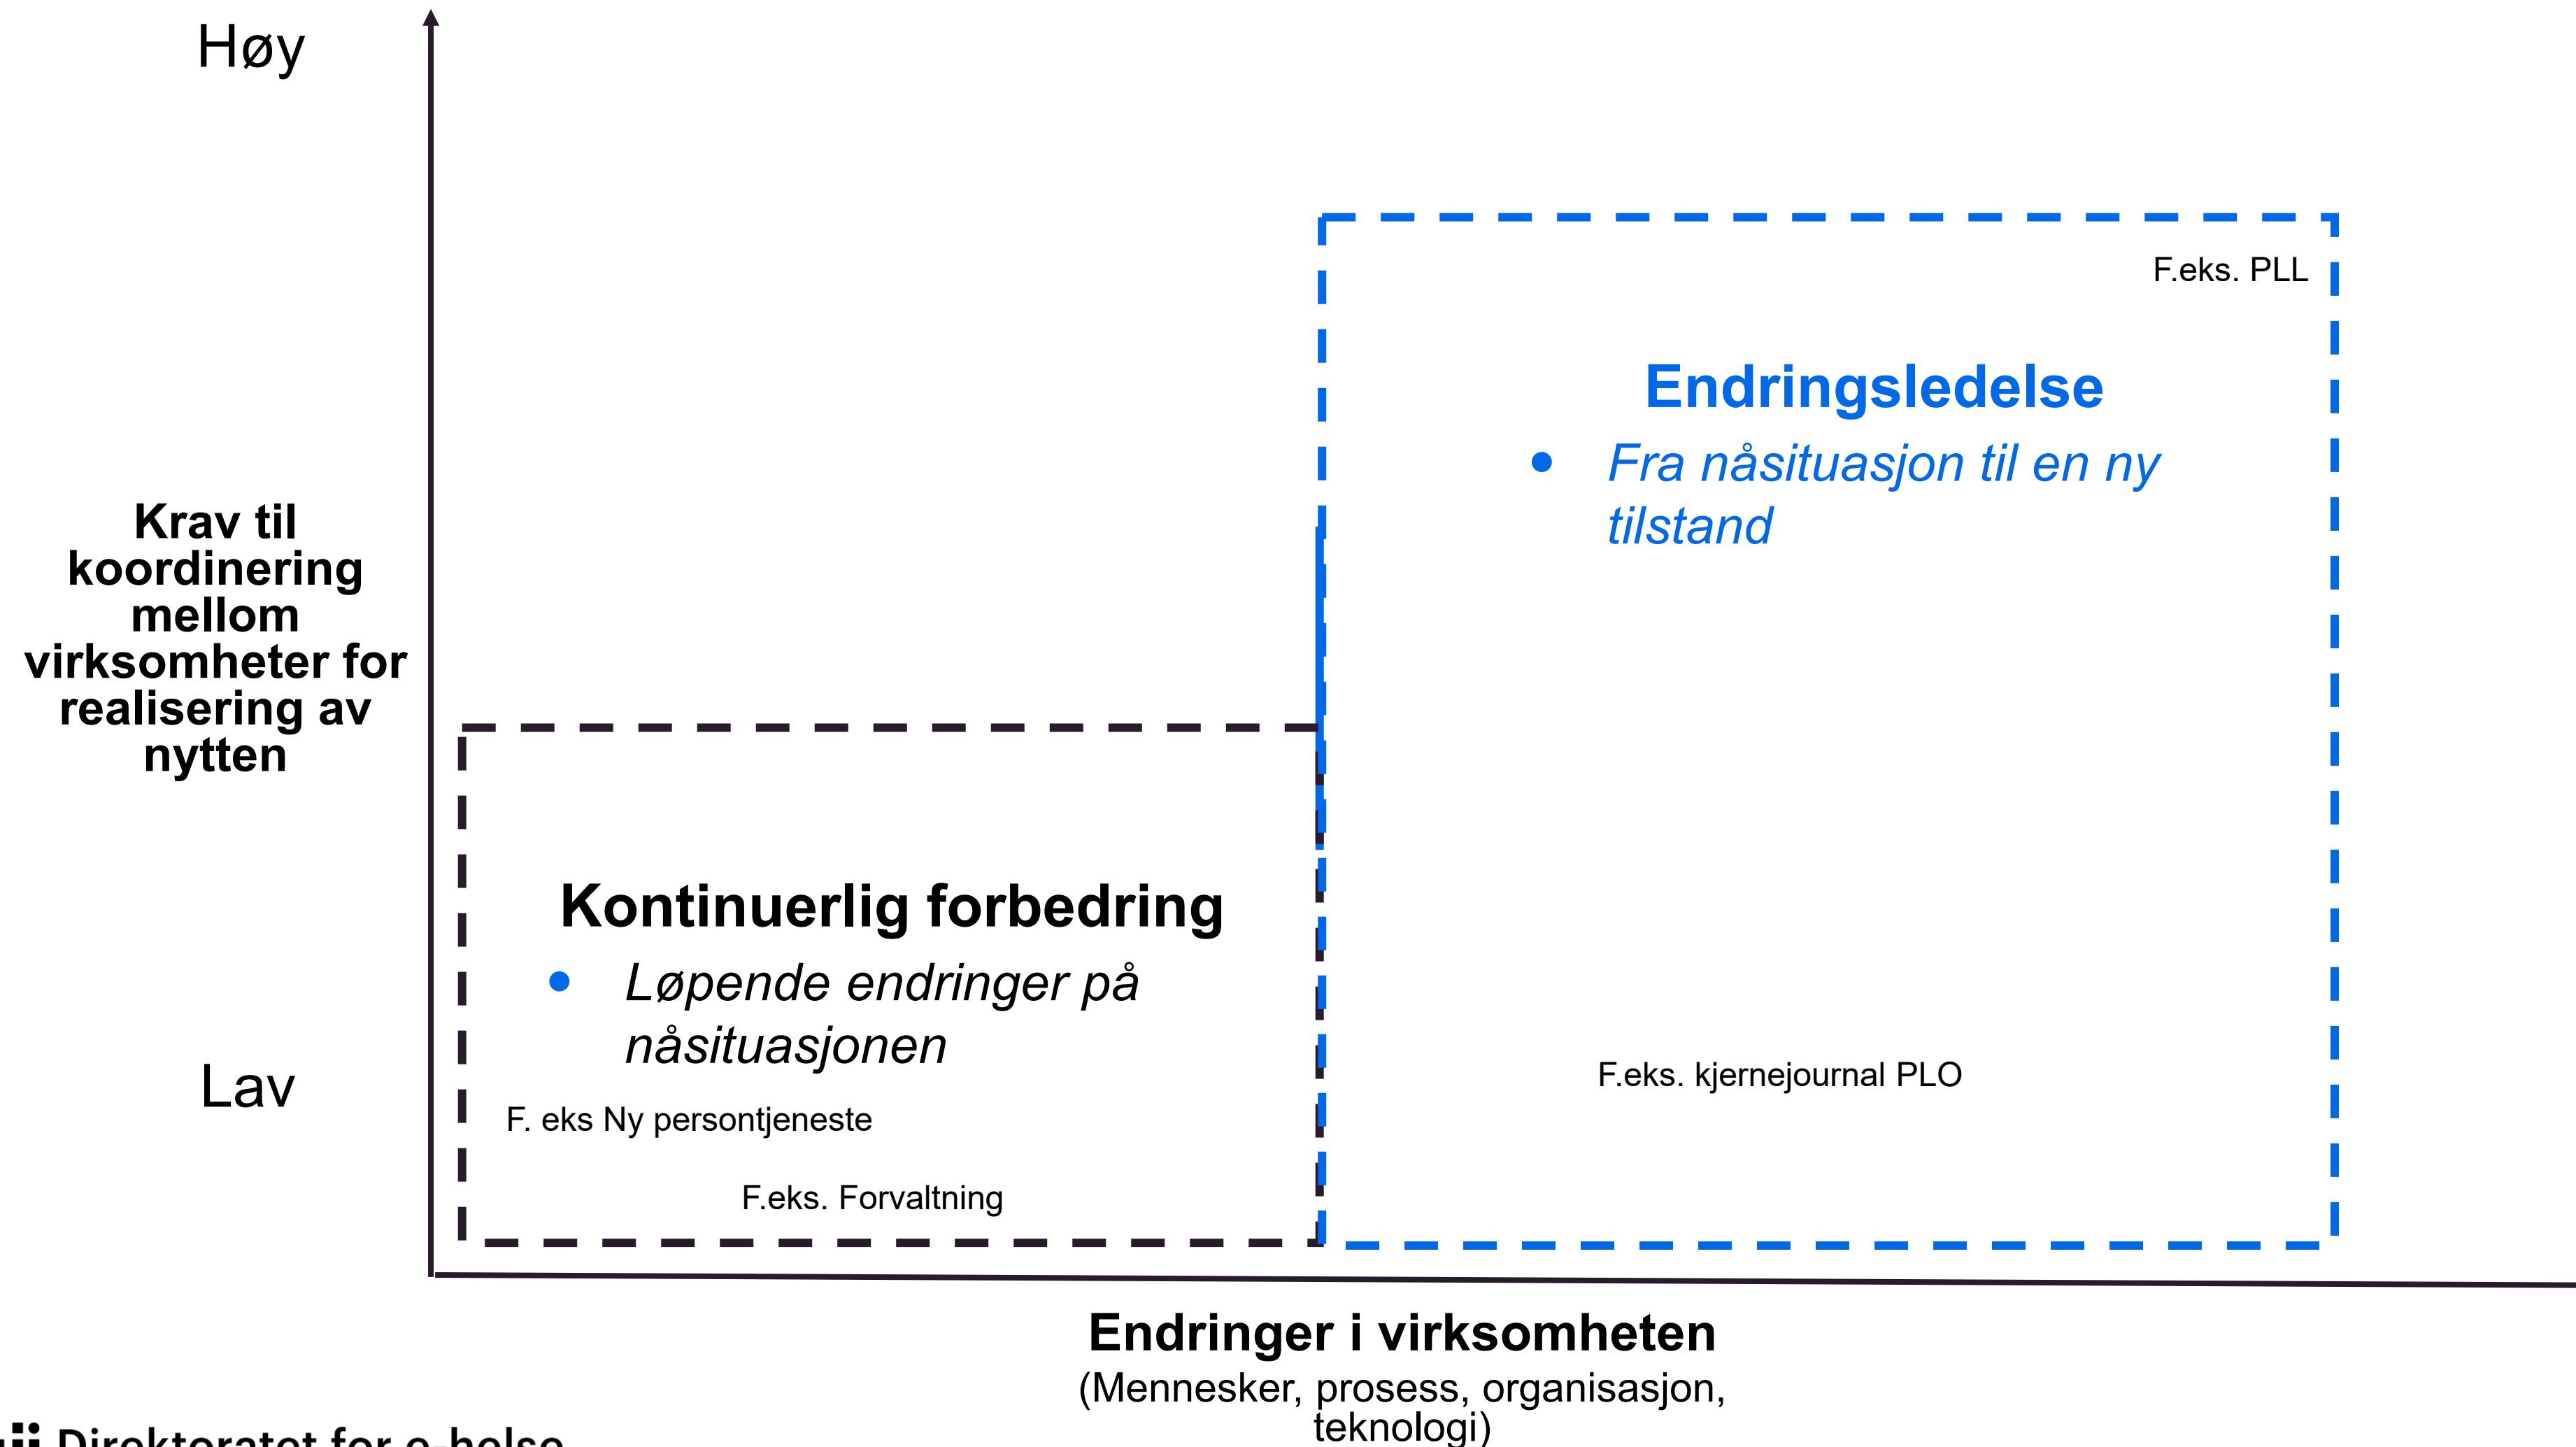 Høy
F.eks. PLL
Endringsledelse
Fra nåsituasjon til en ny
tilstand
Krav til
koordinering
mellom
virksomheter for
realisering av
nytten
Kontinuerlig forbedring
Løpende endringer på
nåsituasjonen
Lav
F. eks Ny persontjeneste
F.eks. Forvaltning
F.eks. kjernejournal PLO
Endringer i virksomheten
(Mennesker, prosess, organisasjon,
teknologi)
Direktoratet for e-helse